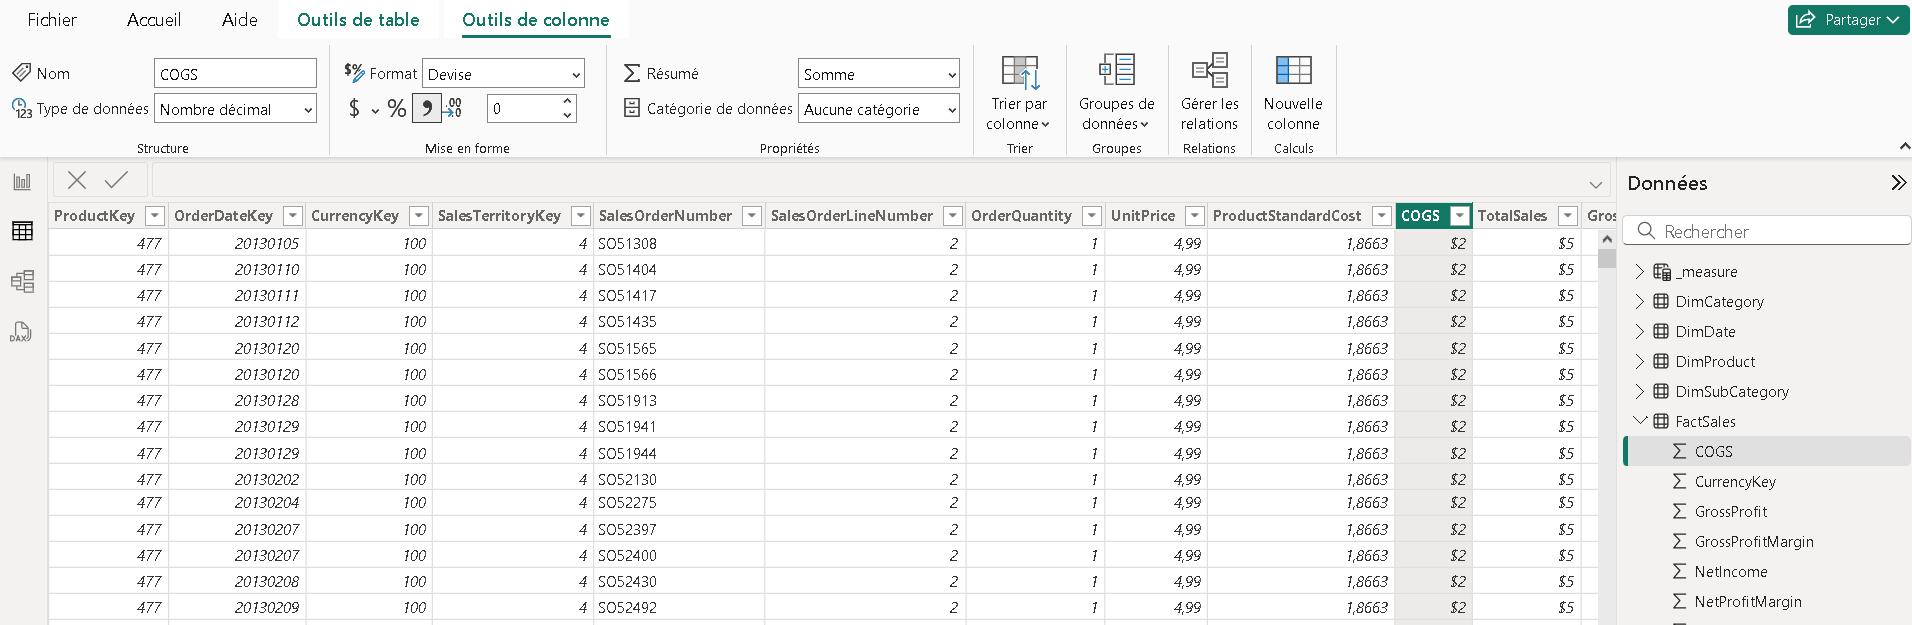 Fichier Accueil Aide Outils de table Outils de colonne Partager
Nom COGS $% Format Devise Résumé Somme
Type de données Nombre décimal $ % 0 Catégorie de données Aucune catégorie
Trier par colonne Groupes de données Gérer les relations Nouvelle colonne
Structure Mise en forme Propriétés Trier Groupes Relations Calculs
ProductKey OrderDateKey CurrencyKey SalesTerritoryKey SalesOrderNumber SalesOrderLineNumber OrderQuantity UnitPrice ProductStandardCost COGS TotalSales Gros
477 20130105 100 4 SO51308 2 1 4,99 1,8663 $2 $5
477 20130110 100 4 SO51404 2 1 4,99 1,8663 $2 $5
477 20130111 100 4 SO51417 2 1 4,99 1,8663 $2 $5
477 20130112 100 4 SO51435 2 1 4,99 1,8663 $2 $5
477 20130120 100 4 SO51565 2 1 4,99 1,8663 $2 $5
477 20130120 100 4 SO51566 2 1 4,99 1,8663 $2 $5
477 20130128 100 4 SO51913 2 1 4,99 1,8663 $2 $5
477 20130129 100 4 SO51941 2 1 4,99 1,8663 $2 $5
477 20130129 100 4 SO51944 2 1 4,99 1,8663 $2 $5
477 20130202 100 4 SO52130 2 1 4,99 1,8663 $2 $5
477 20130204 100 4 SO52275 2 1 4,99 1,8663 $2 $5
477 20130207 100 4 SO52397 2 1 4,99 1,8663 $2 $5
477 20130207 100 4 SO52400 2 1 4,99 1,8663 $2 $5
477 20130208 100 4 SO52430 2 1 4,99 1,8663 $2 $5
477 20130209 100 4 SO52492 2 1 4,99 1,8663 $2 $5
DAX
Données
Rechercher
_measure
DimCategory
DimDate
DimProduct
DimSubCategory
FactSales
COGS
CurrencyKey
GrossProfit
GrossProfitMargin
NetIncome
NetProfitMargin